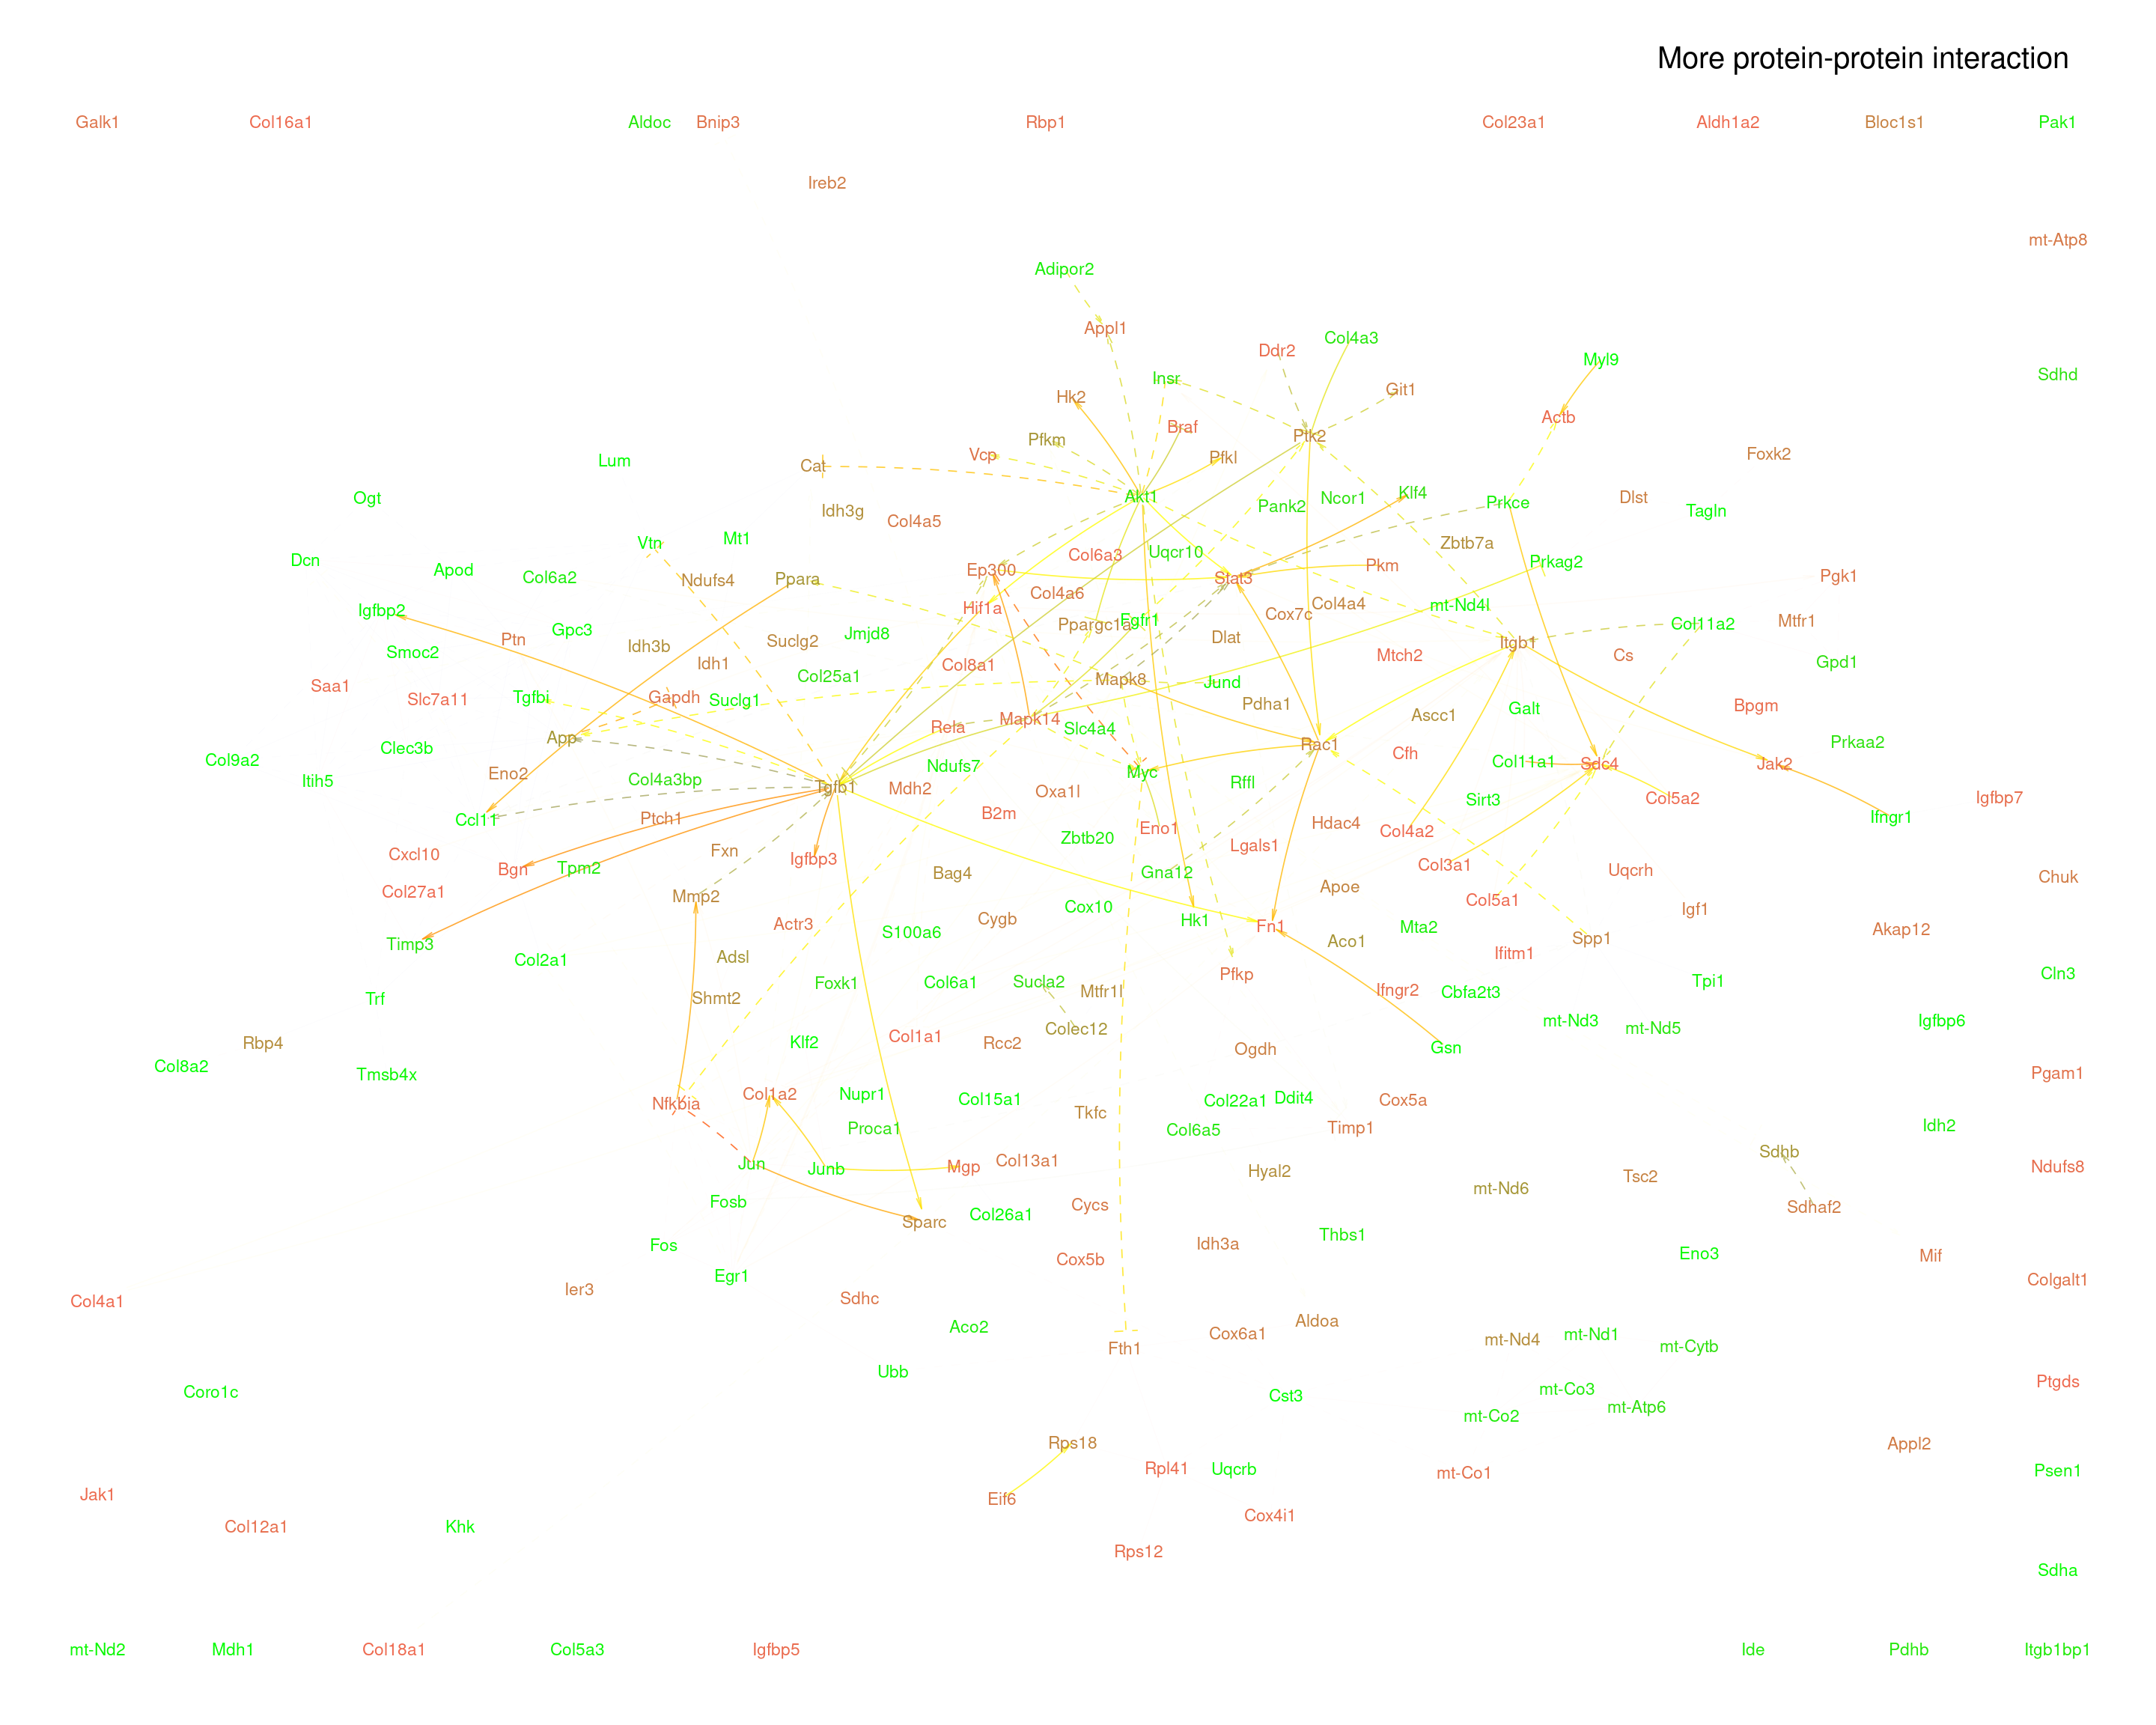 More protein-protein interaction
Galk1
Col16a1
Aldoc
Bnip3
Rbp1
Col23a1
Aldh1a2
Bloc1s1
Pak1
Ireb2
mt-Atp8
Adipor2
Appl1
Col4a3
Ddr2
Myl9
Sdhd
Insr
Git1
Hk2
Actb
Braf
Ptk2
Pfkm
Vcp
Pfkl
Foxk2
Lum
Cat
Ogt
Akt1
Pank2
Ncor1
Klf4
Prkce
Dlst
Tagln
Idh3g
Col4a5
Vtn
Mt1
Zbtb7a
Dcn
Col6a3
Uqcr10
Prkag2
Apod
Col6a2
Ndufs4
Ppara
Ep300
Stat3
Pkm
Pgk1
Igfbp2
Hif1a
Col4a6
Col4a4
mt-Nd4l
Cox7c
Ppargc1a
Fgfr1
Col11a2
Mtfr1
Gpc3
Jmjd8
Ptn
Idh3b
Suclg2
Dlat
Itgb1
Smoc2
Idh1
Col8a1
Mtch2
Cs
Gpd1
Saa1
Slc7a11
Tgfbi
Gapdh
Suclg1
Col25a1
Mapk8
Jund
Pdha1
Galt
Bpgm
Rela
Mapk14
Slc4a4
Ascc1
App
Clec3b
Rac1
Cfh
Prkaa2
Col9a2
Itih5
Eno2
Col4a3bp
Tgfb1
Ndufs7
Myc
Col11a1
Sdc4
Jak2
Mdh2
Oxa1l
Rffl
Sirt3
Col5a2
Igfbp7
Ccl11
Ptch1
B2m
Eno1
Zbtb20
Hdac4
Col4a2
Ifngr1
Cxcl10
Bgn
Tpm2
Fxn
Igfbp3
Lgals1
Col3a1
Bag4
Gna12
Apoe
Uqcrh
Chuk
Col27a1
Mmp2
Col5a1
Igf1
Actr3
Cygb
Cox10
Hk1
Fn1
Mta2
Akap12
Timp3
S100a6
Aco1
Spp1
Col2a1
Adsl
Ifitm1
Foxk1
Col6a1
Sucla2
Pfkp
Tpi1
Cln3
Trf
Shmt2
Mtfr1l
Ifngr2
Cbfa2t3
mt-Nd3
mt-Nd5
Igfbp6
Rbp4
Klf2
Col1a1
Rcc2
Colec12
Ogdh
Gsn
Col8a2
Tmsb4x
Pgam1
Nfkbia
Col1a2
Nupr1
Col15a1
Tkfc
Col22a1
Ddit4
Cox5a
Proca1
Col6a5
Timp1
Idh2
Jun
Junb
Mgp
Col13a1
Hyal2
mt-Nd6
Tsc2
Sdhb
Ndufs8
Fosb
Sparc
Col26a1
Cycs
Sdhaf2
Fos
Idh3a
Thbs1
Eno3
Mif
Egr1
Cox5b
Colgalt1
Col4a1
Ier3
Sdhc
Aco2
Fth1
Cox6a1
Aldoa
mt-Nd4
mt-Nd1
mt-Cytb
Coro1c
Ubb
Cst3
mt-Co3
mt-Co2
mt-Atp6
Ptgds
Rps18
Rpl41
Uqcrb
mt-Co1
Appl2
Psen1
Jak1
Eif6
Cox4i1
Col12a1
Khk
Rps12
Sdha
mt-Nd2
Mdh1
Col18a1
Col5a3
Igfbp5
Ide
Pdhb
Itgb1bp1